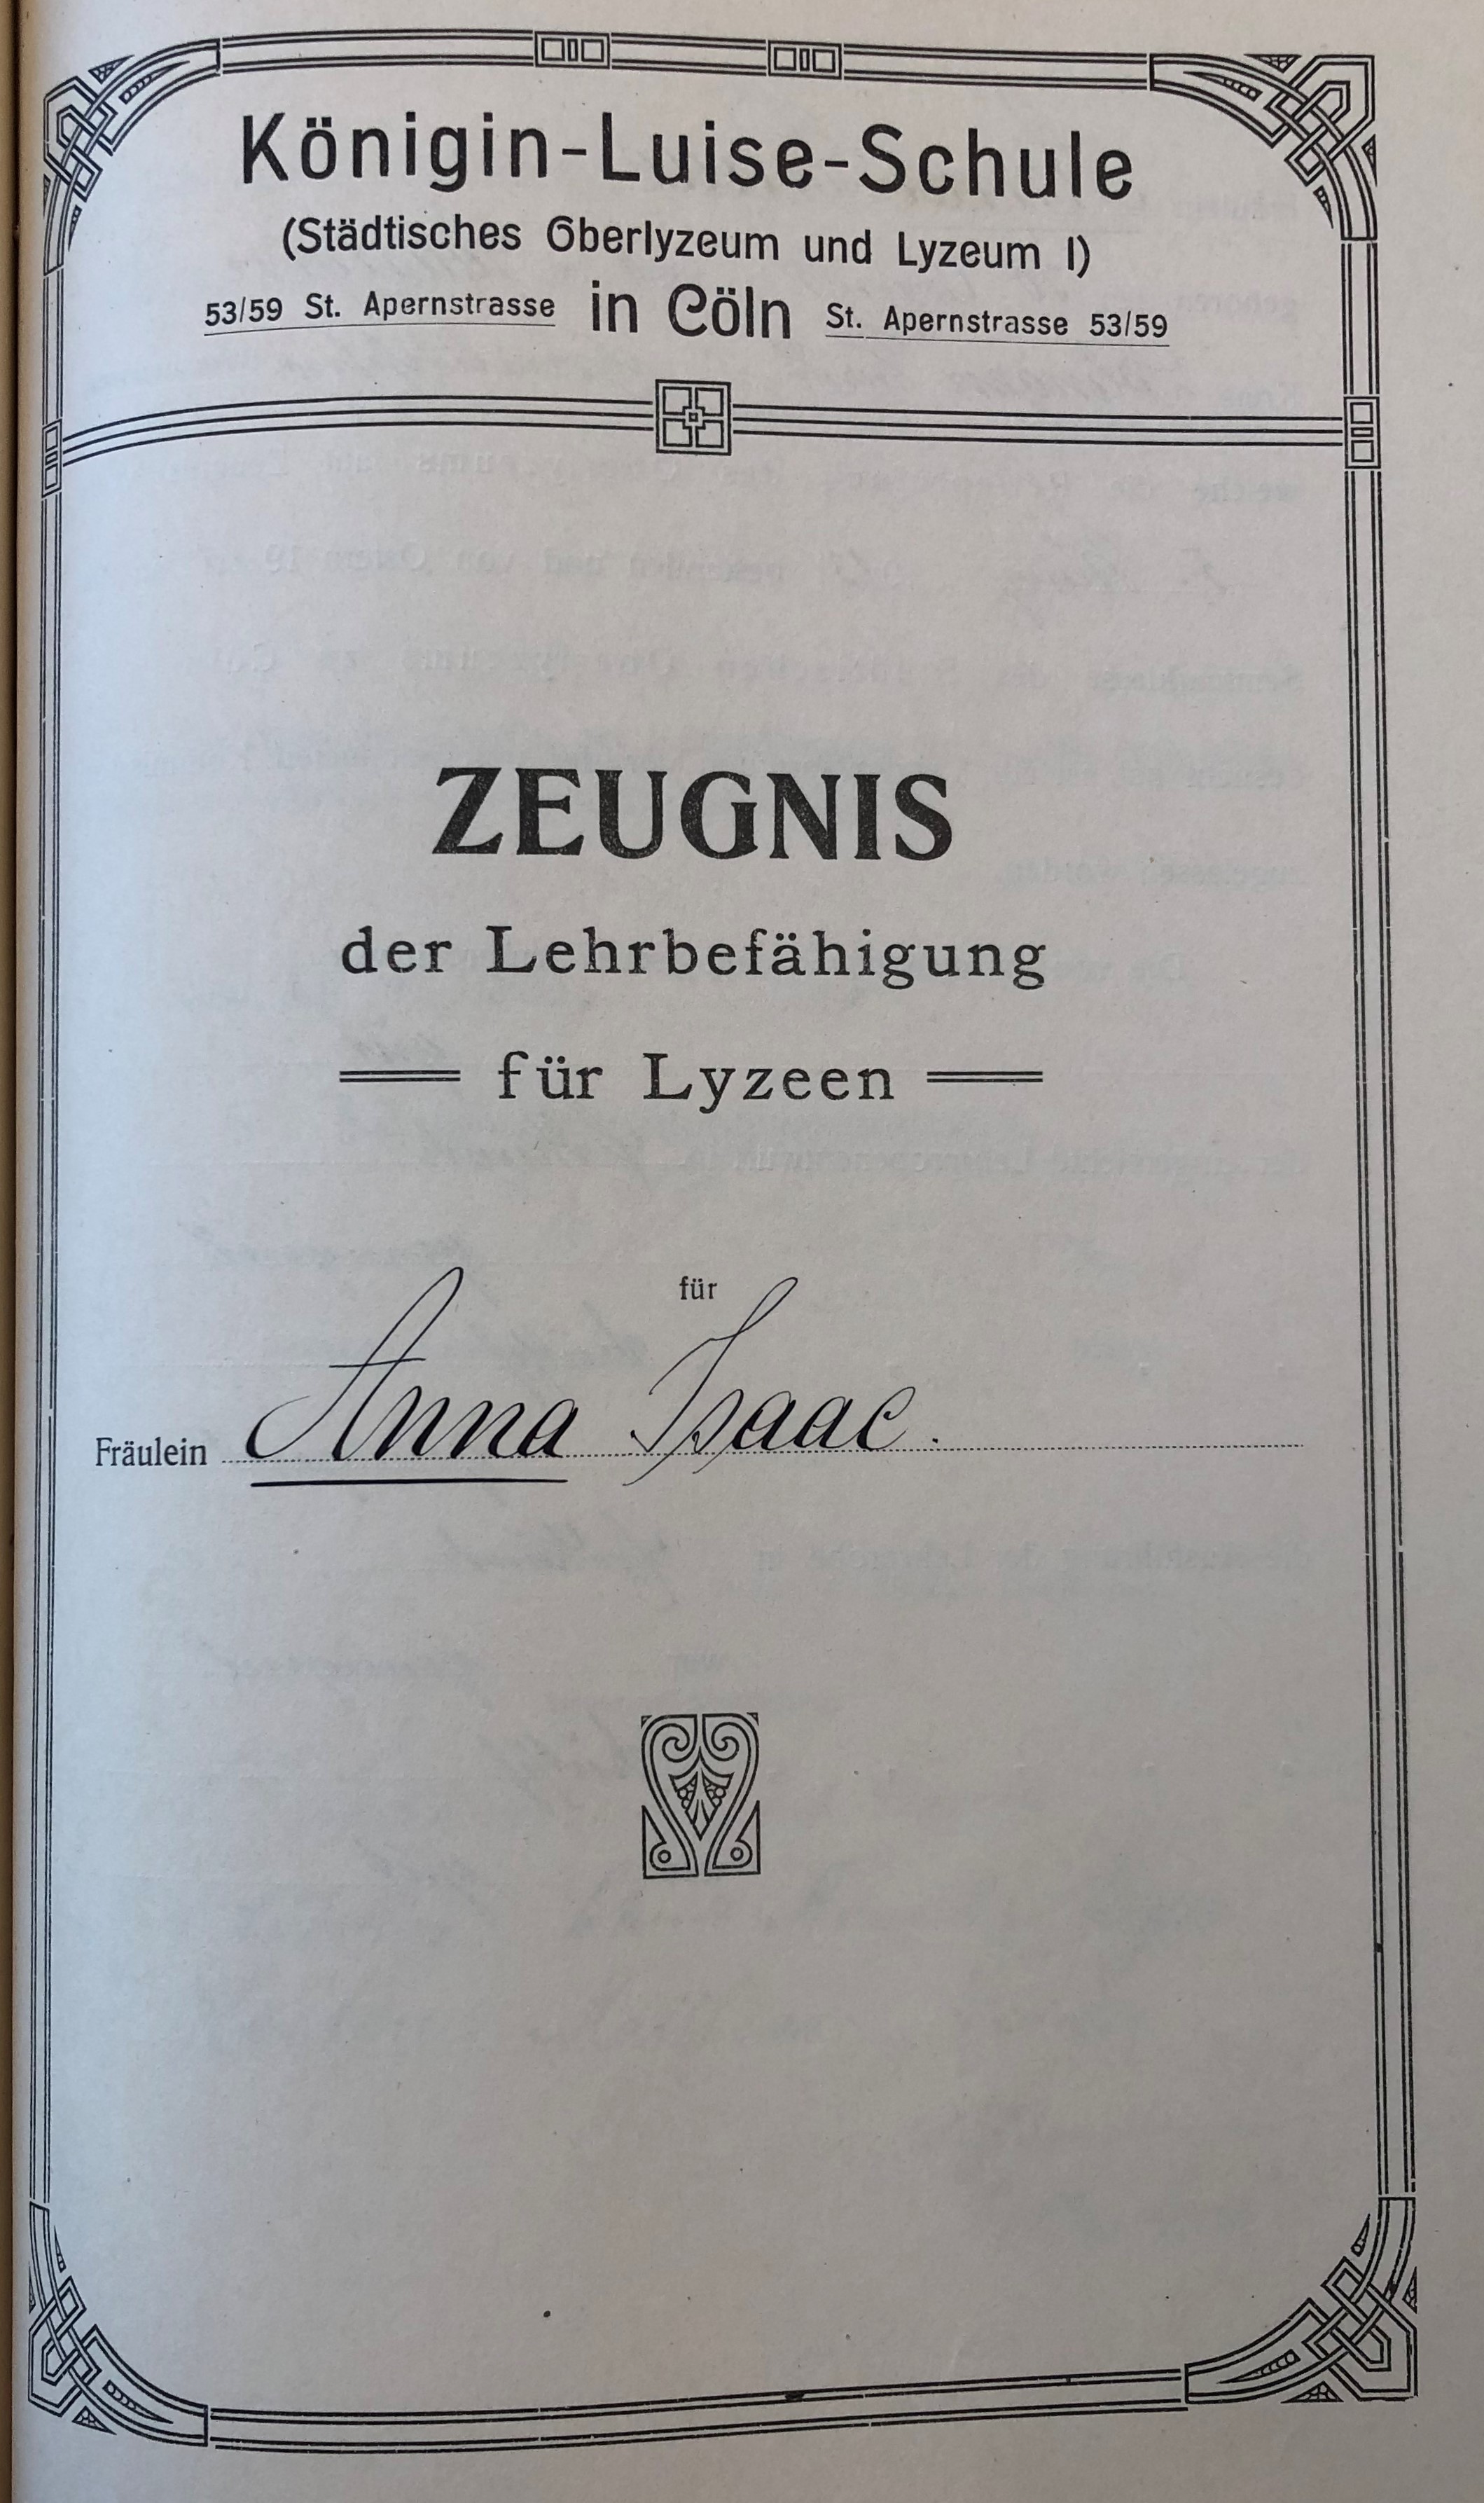 Königin-Luise-Schule
(Städtisches Oberlyzeum und Lyzeum I)
53/59 St. Apernstrasse in Cöln St. Apernstrasse 53/59
ZEUGNIS
der Lehrbefähigung
für Lyzeen
für
Fräulein Anna Isaac.